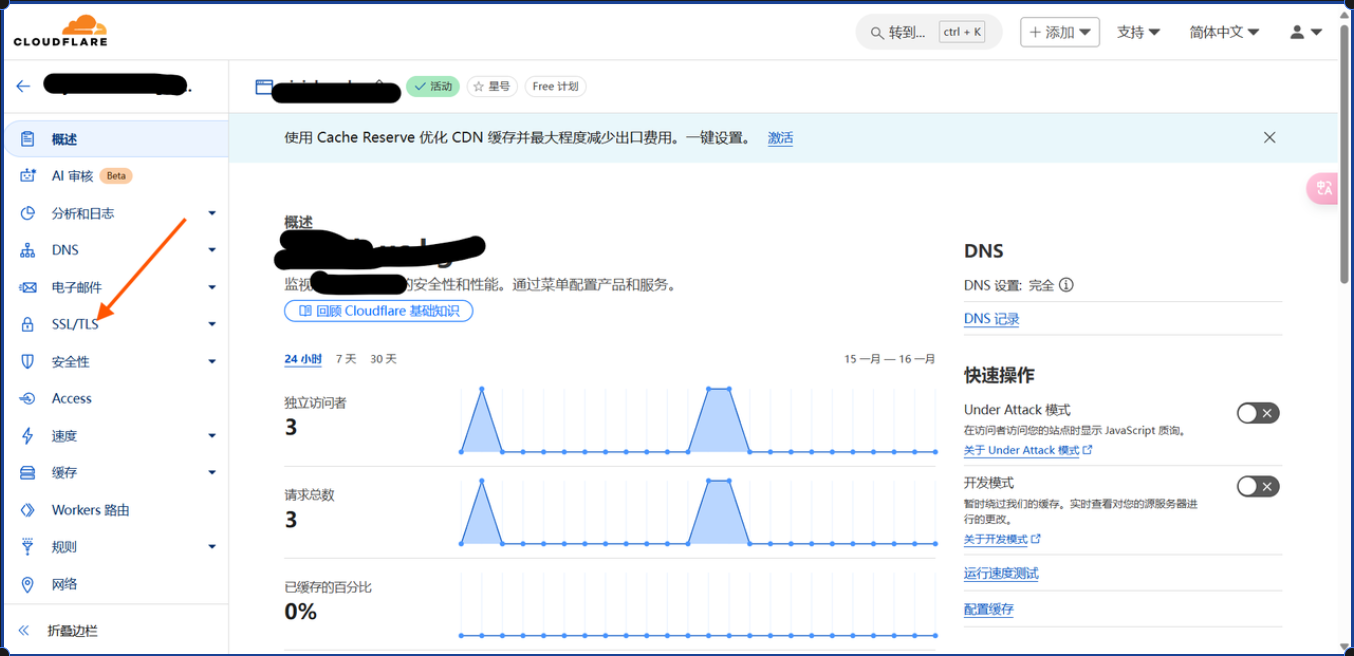 CLOUDFLARE
转到...
ctrl + K
+ 添加
支持
简体中文
活动
星号
Free 计划
使用 Cache Reserve 优化 CDN 缓存并最大程度减少出口费用。一键设置。 激活
概述
AI 审核 Beta
分析和日志
DNS
电子邮件
SSL/TLS
安全性
Access
速度
缓存
Workers 路由
规则
网络
折叠边栏
概述
监视
的安全性和性能。通过菜单配置产品和服务。
回顾 Cloudflare 基础知识
24 小时 7 天 30 天
15 一月 — 16 一月
独立访问者
3
请求总数
3
已缓存的百分比
0%
DNS
DNS 设置: 完全
DNS 记录
快速操作
Under Attack 模式
在访问者访问您的站点时显示 JavaScript 质询。
关于 Under Attack 模式
开发模式
暂时绕过我们的缓存。实时查看对您的源服务器进
行的更改。
关于开发模式
运行速度测试
配置缓存